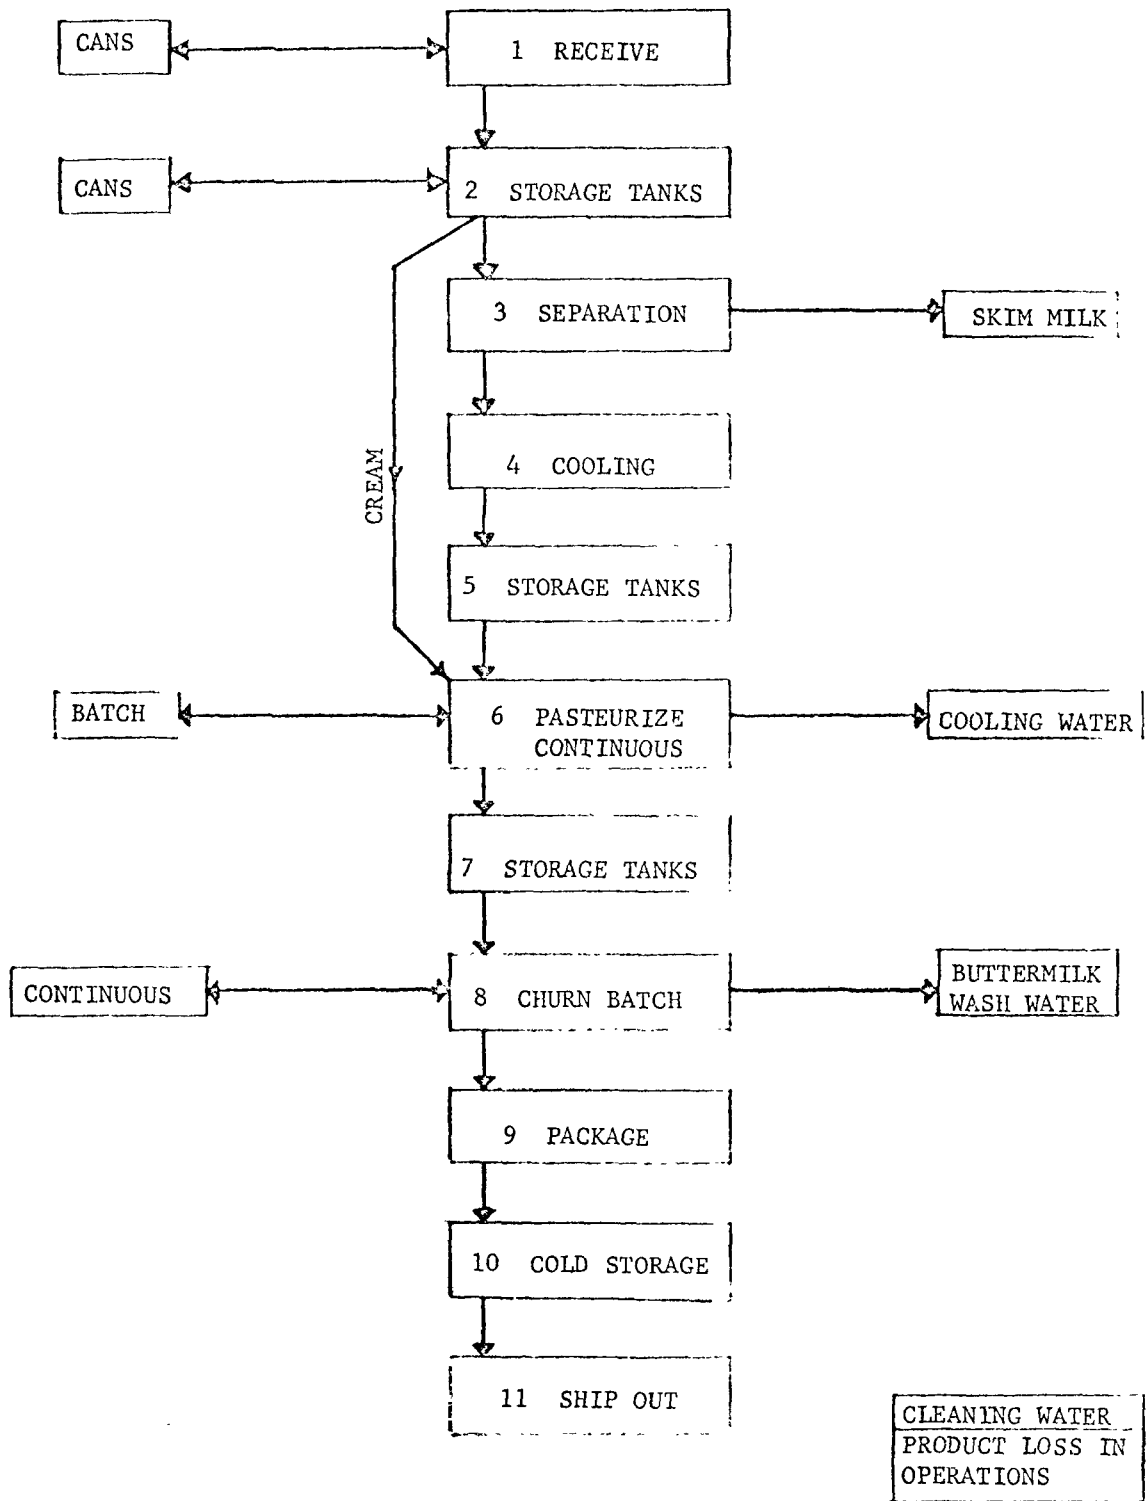 CANS
1 RECEIVE
CANS
2 STORAGE TANKS
3 SEPARATION
SKIM MILK
4 COOLING
CREAM
5 STORAGE TANKS
BATCH
6 PASTEURIZE
CONTINUOUS
COOLING WATER
7 STORAGE TANKS
CONTINUOUS
8 CHURN BATCH
BUTTERMILK
WASH WATER
9 PACKAGE
10 COLD STORAGE
11 SHIP OUT
CLEANING WATER
PRODUCT LOSS IN
OPERATIONS